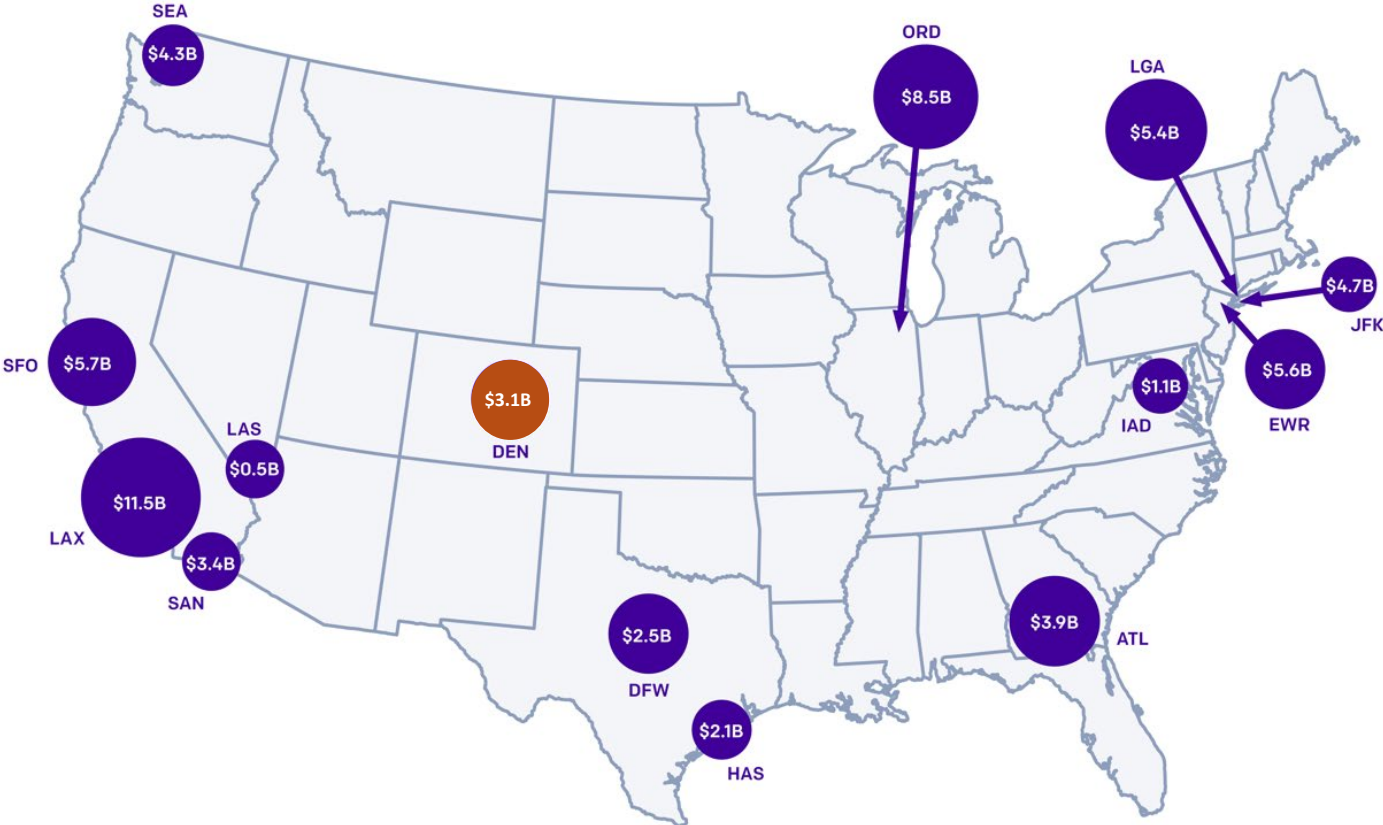 SEA
$4.3B
ORD
$8.5B
LGA
$5.4B
$4.7B
JFK
SFO
$5.7B
$3.1B
DEN
$1.1B
IAD
$5.6B
EWR
LAS
$0.5B
$11.5B
LAX
$3.4B
SAN
$2.5B
DFW
$3.9B
ATL
$2.1B
HAS